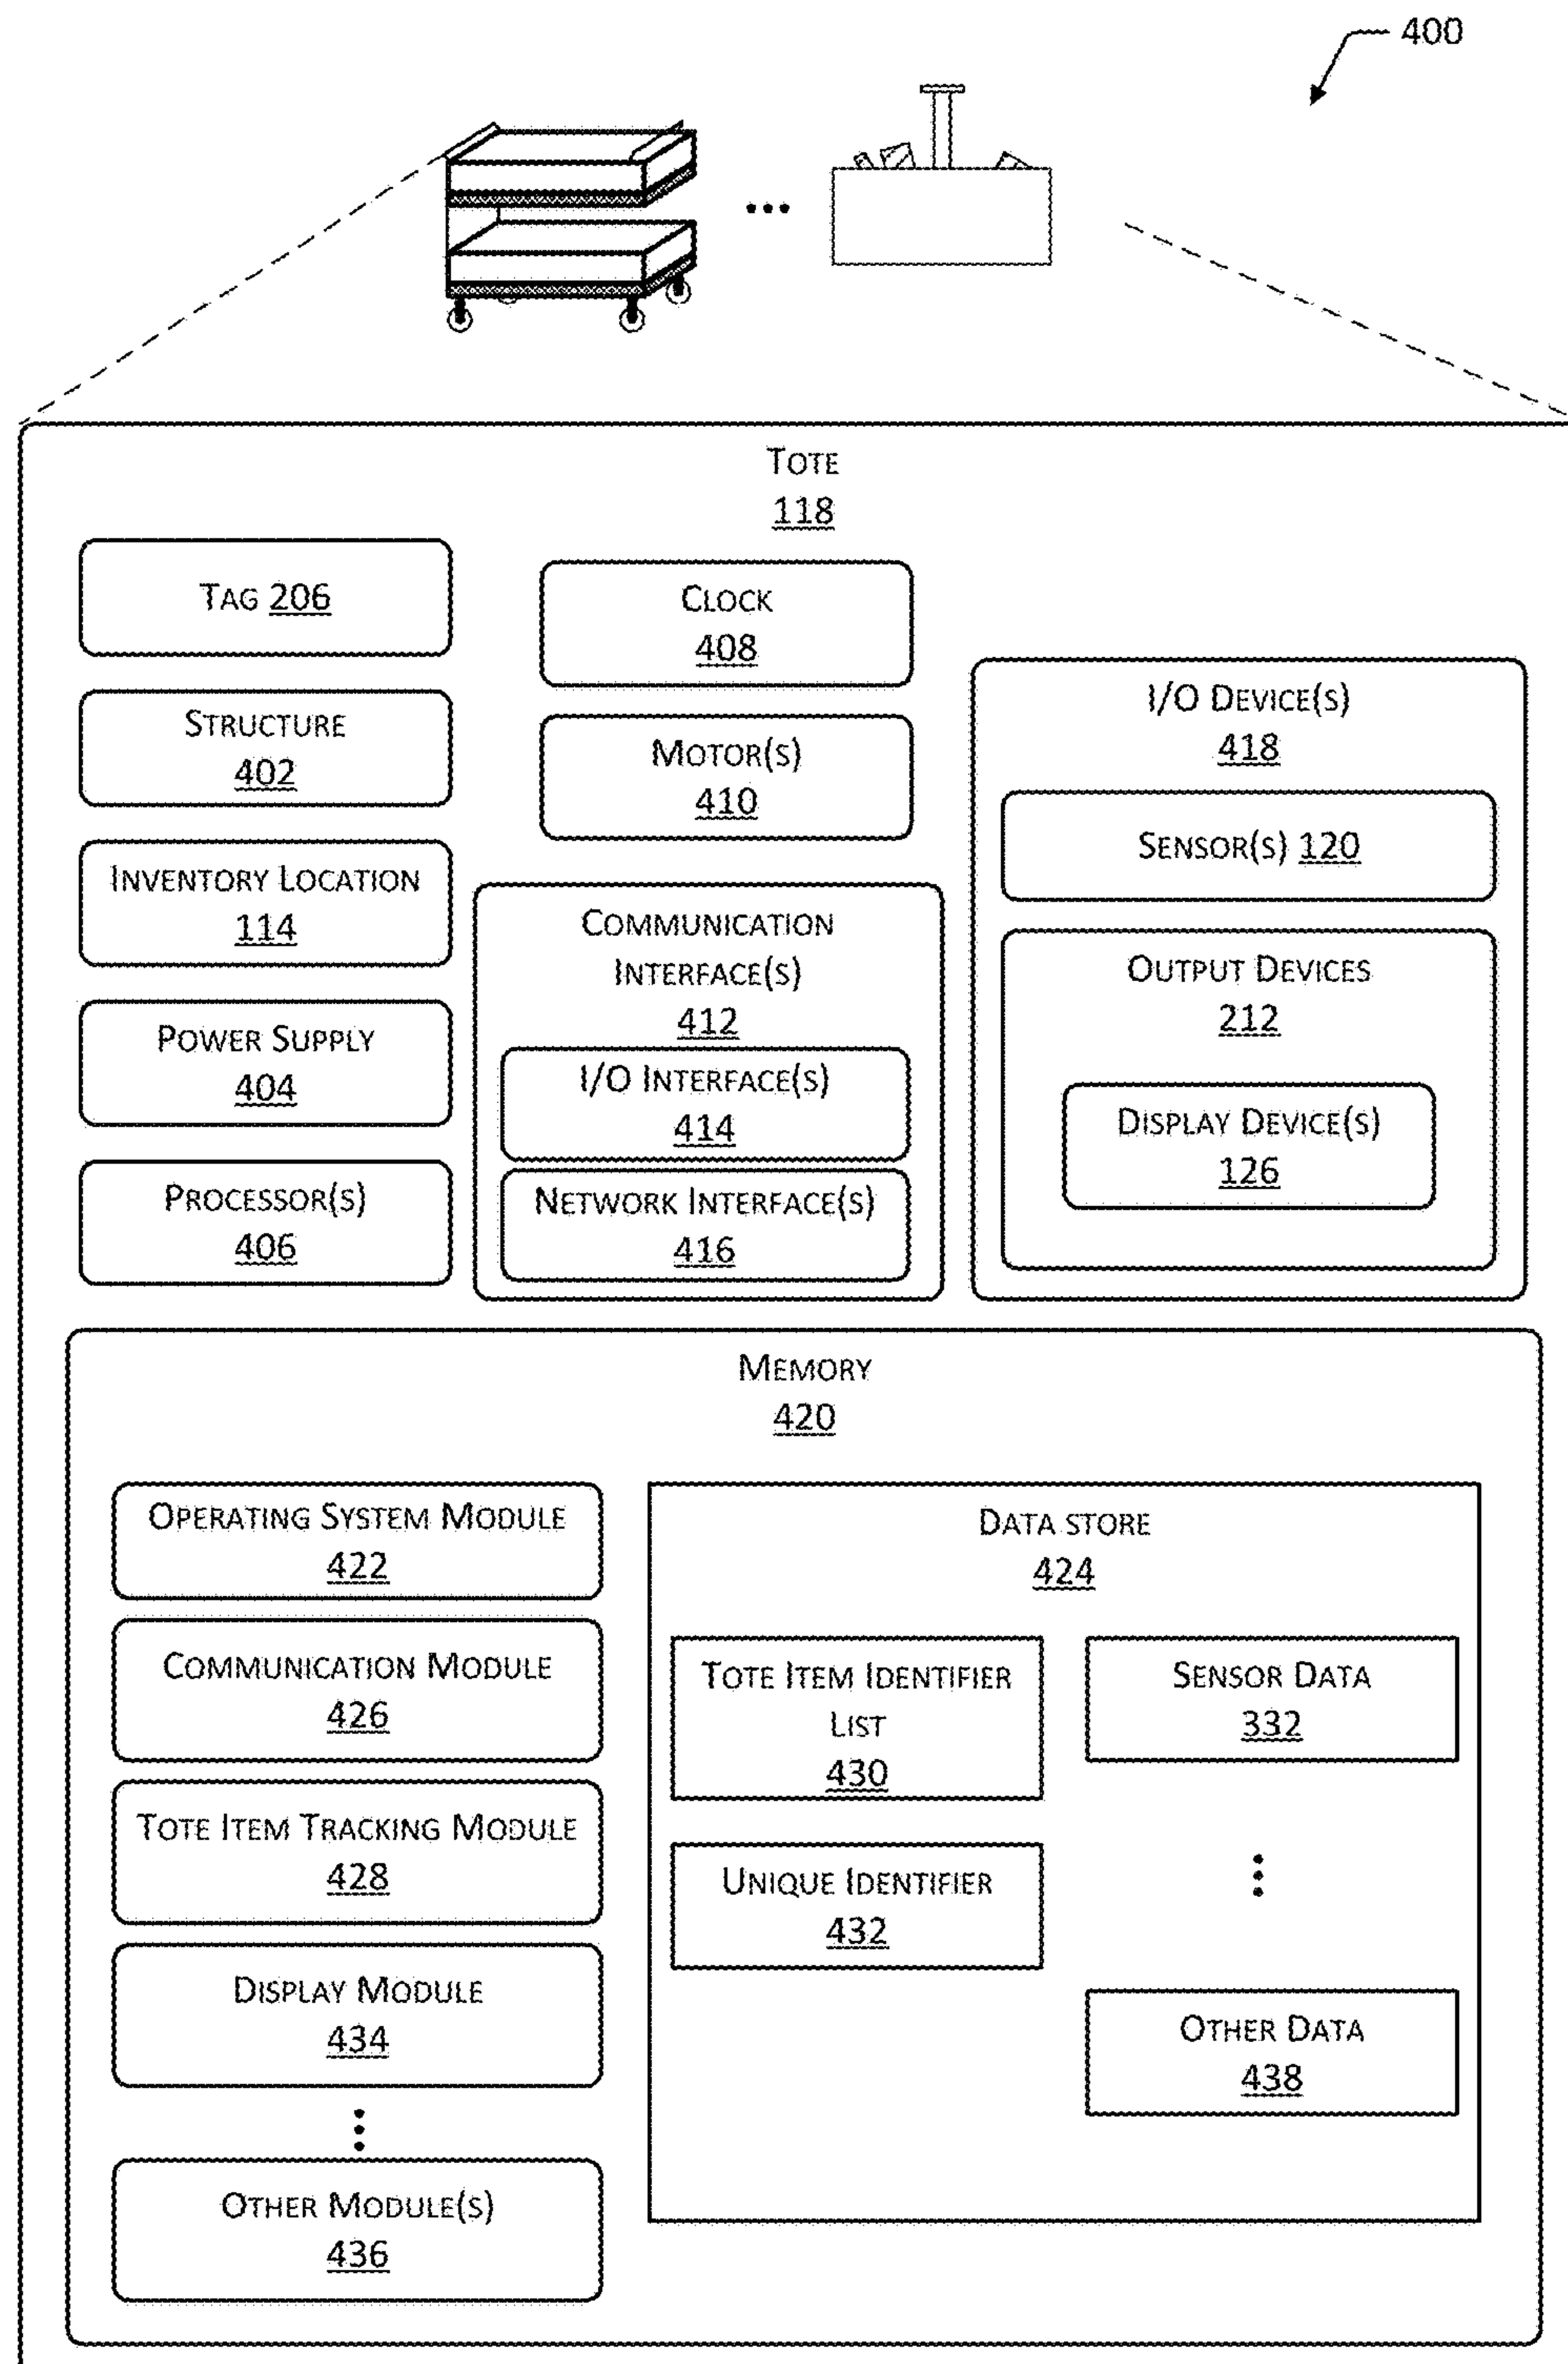 400
TOTE
118
TAG 206
STRUCTURE
402
INVENTORY LOCATION
114
POWER SUPPLY
404
PROCESSOR(S)
406
CLOCK
408
MOTOR(S)
410
COMMUNICATION
INTERFACE(S)
412
I/O INTERFACE(S)
414
NETWORK INTERFACE(S)
416
I/O DEVICE(S)
418
SENSOR(S) 120
OUTPUT DEVICES
212
DISPLAY DEVICE(S)
126
MEMORY
420
OPERATING SYSTEM MODULE
422
COMMUNICATION MODULE
426
TOTE ITEM TRACKING MODULE
428
DISPLAY MODULE
434
OTHER MODULE(S)
436
DATA STORE
424
TOTE ITEM IDENTIFIER
LIST
430
UNIQUE IDENTIFIER
432
SENSOR DATA
332
OTHER DATA
438